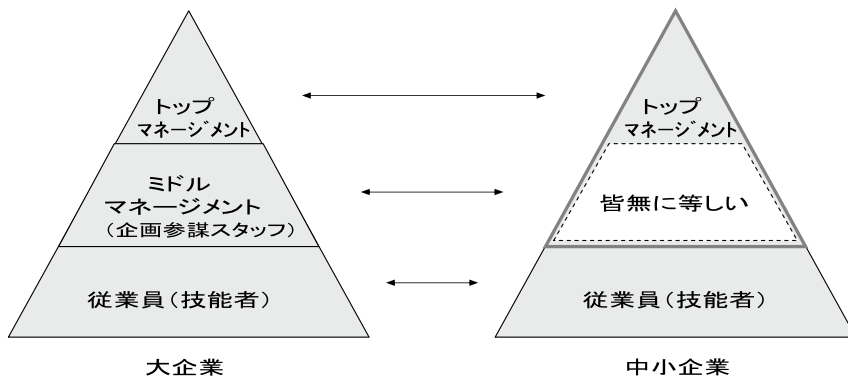 トップ
マネージメント
ミドル
マネージメント
(企画参謀スタッフ)
従業員(技能者)
大企業
トップ
マネージメント
皆無に等しい
従業員(技能者)
中小企業